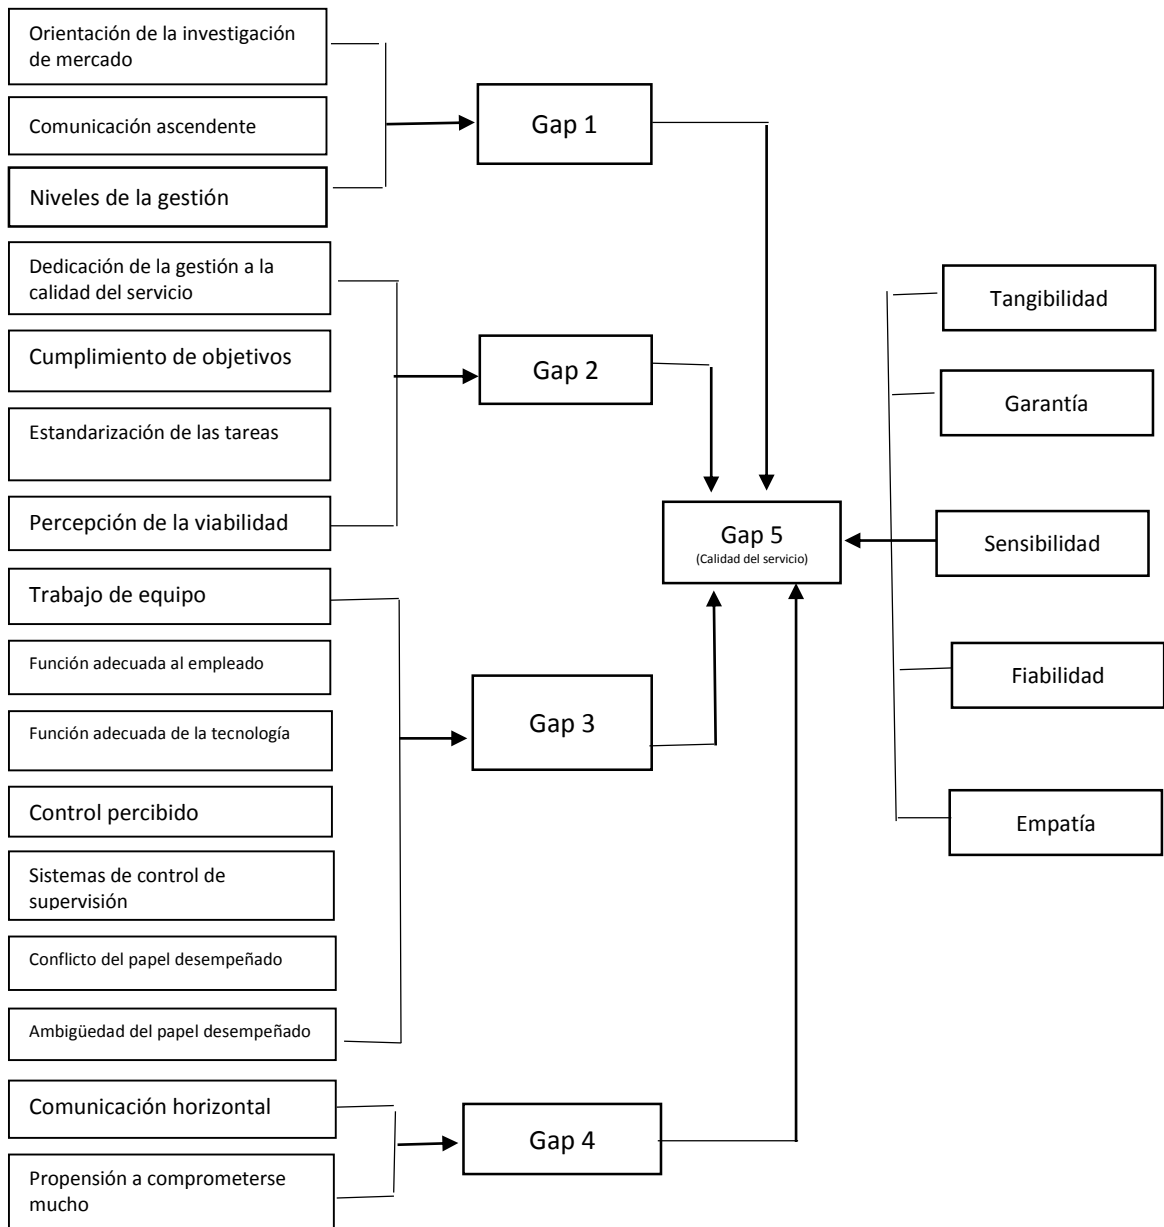 Orientación de la investigación
de mercado
Comunicación ascendente
Niveles de la gestión
Dedicación de la gestión a la
calidad del servicio
Cumplimiento de objetivos
Estandarización de las tareas
Percepción de la viabilidad
Trabajo de equipo
Función adecuada al empleado
Función adecuada de la tecnología
Control percibido
Sistemas de control de
supervisión
Conflicto del papel desempeñado
Ambigüedad del papel desempeñado
Comunicación horizontal
Propensión a comprometerse
mucho
Gap 1
Gap 2
Gap 3
Gap 4
Gap 5
(Calidad del servicio)
Tangibilidad
Garantía
Sensibilidad
Fiabilidad
Empatía